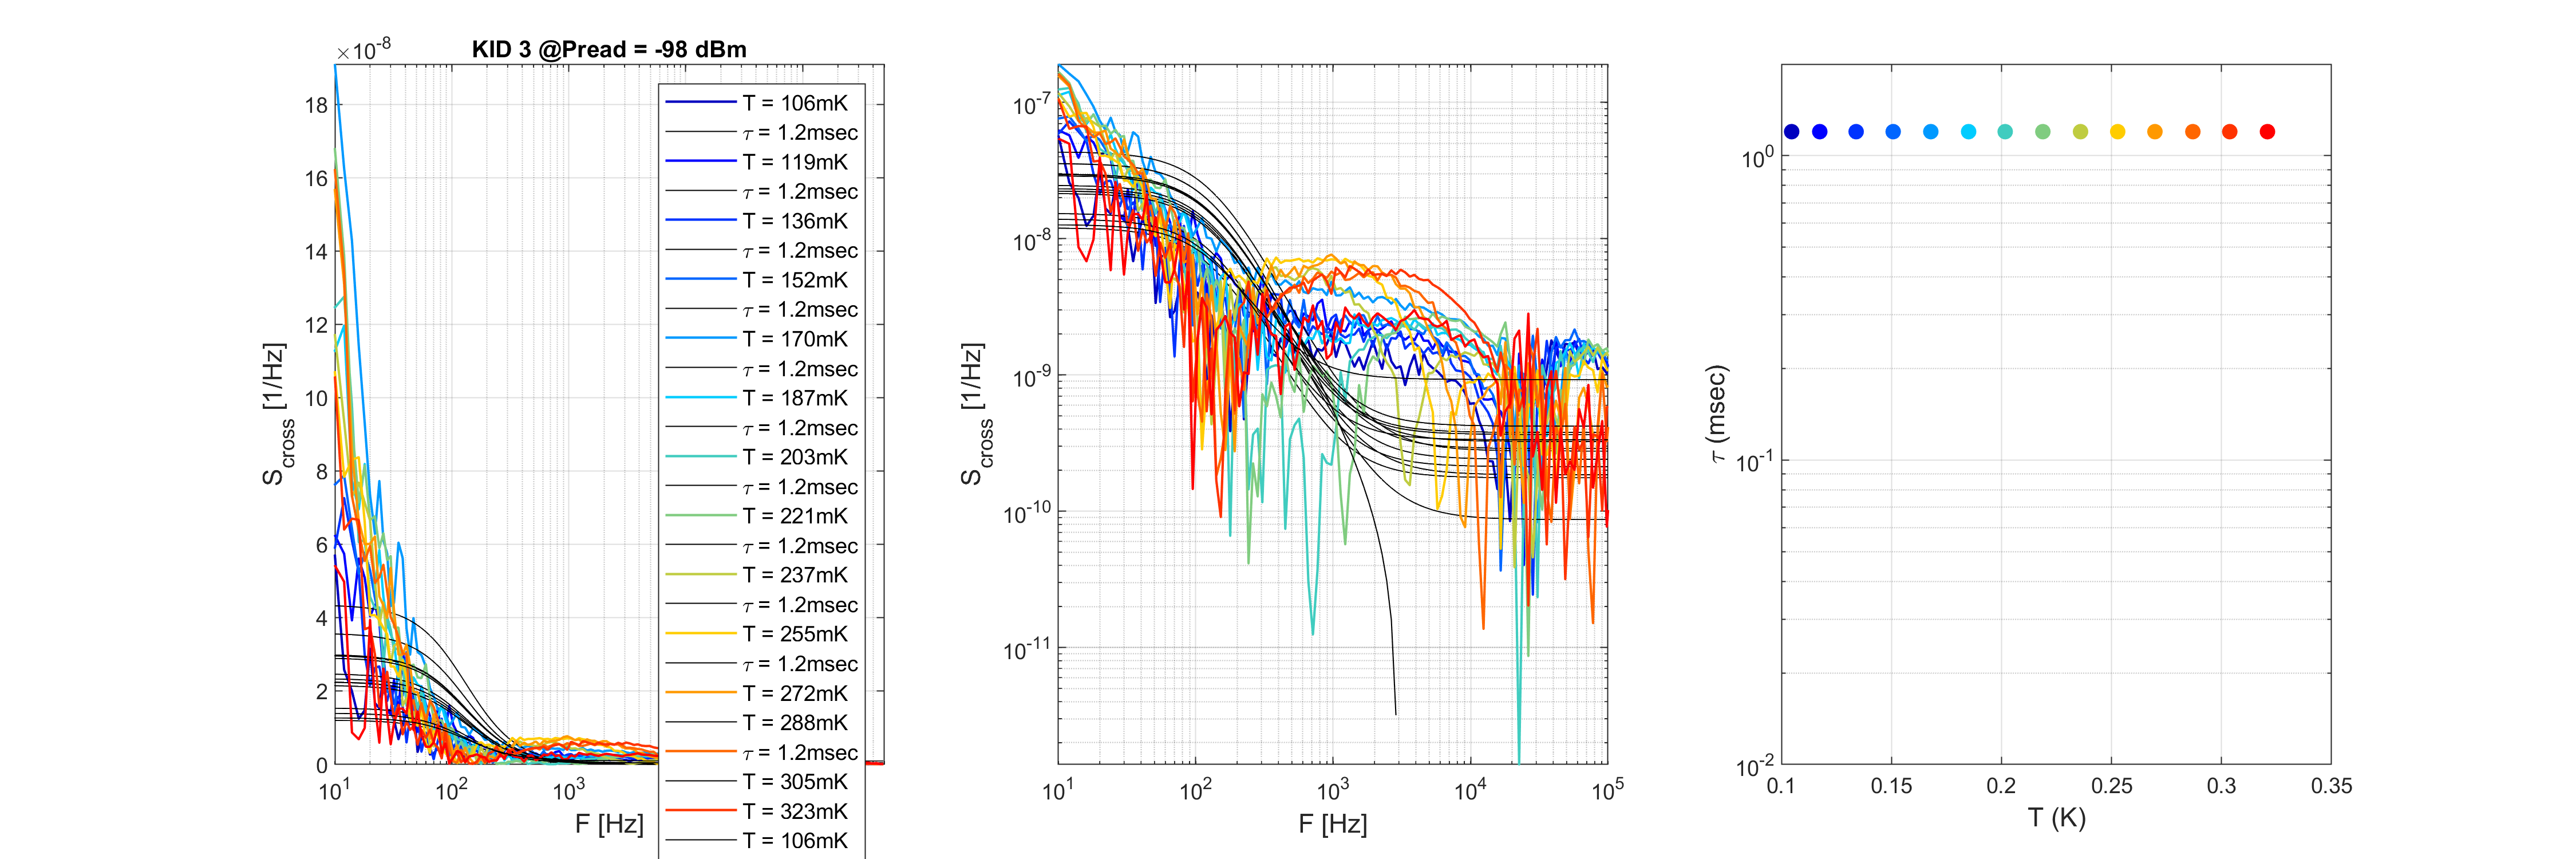 ×10-8
KID 3 @Pread = -98 dBm
18
16
14
12
10
8
6
4
2
0
S_cross [1/Hz]
10^1
10^2
10^3
F [Hz]
T = 106mK
τ = 1.2msec
T = 119mK
τ = 1.2msec
T = 136mK
τ = 1.2msec
T = 152mK
τ = 1.2msec
T = 170mK
τ = 1.2msec
T = 187mK
τ = 1.2msec
T = 203mK
τ = 1.2msec
T = 221mK
τ = 1.2msec
T = 237mK
τ = 1.2msec
T = 255mK
τ = 1.2msec
T = 272mK
T = 288mK
τ = 1.2msec
T = 305mK
T = 323mK
T = 106mK
10^-7
10^-8
10^-9
10^-10
10^-11
S_cross [1/Hz]
10^1
10^2
10^3
10^4
10^5
F [Hz]
10^0
10^-1
10^-2
τ (msec)
0.1
0.15
0.2
0.25
0.3
0.35
T (K)